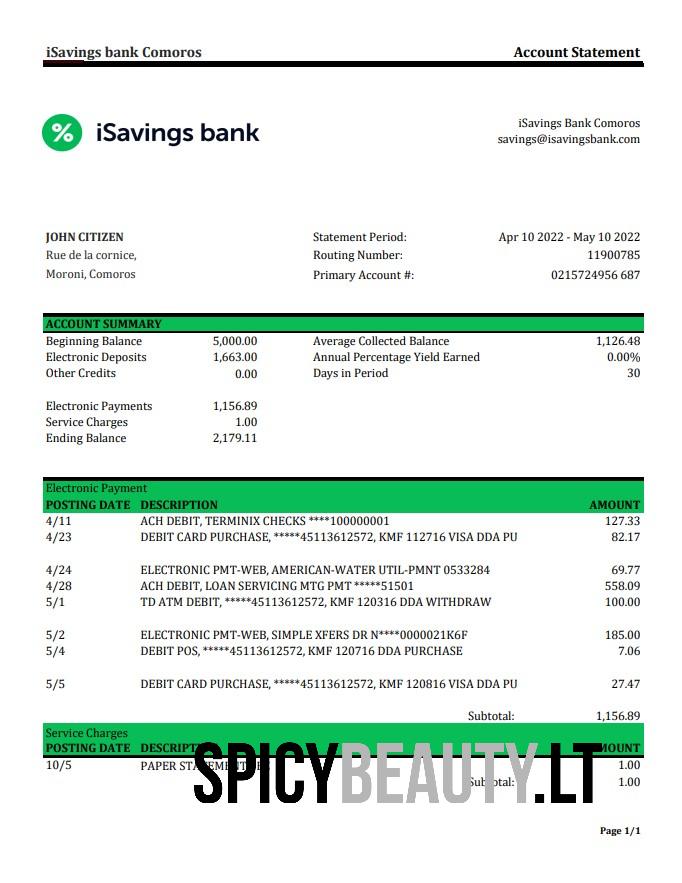 iSavings bank Comoros Account Statement
% iSavings bank
iSavings Bank Comoros
savings@isavingsbank.com
JOHN CITIZEN
Rue de la cornice,
Moroni, Comoros
Statement Period: Apr 10 2022 - May 10 2022
Routing Number: 11900785
Primary Account #: 0215724956 687
ACCOUNT SUMMARY
Beginning Balance 5,000.00 Average Collected Balance 1,126.48
Electronic Deposits 1,663.00 Annual Percentage Yield Earned 0.00%
Other Credits 0.00 Days in Period 30
Electronic Payments 1,156.89
Service Charges 1.00
Ending Balance 2,179.11
Electronic Payment
POSTING DATE DESCRIPTION AMOUNT
4/11 ACH DEBIT, TERMINIX CHECKS ****100000001 127.33
4/23 DEBIT CARD PURCHASE, *****45113612572, KMF 112716 VISA DDA PU 82.17
4/24 ELECTRONIC PMT-WEB, AMERICAN-WATER UTIL-PMNT 0533284 69.77
4/28 ACH DEBIT, LOAN SERVICING MTG PMT *****51501 558.09
5/1 TD ATM DEBIT, *****45113612572, KMF 120316 DDA WITHDRAW 100.00
5/2 ELECTRONIC PMT-WEB, SIMPLE XFERS DR N****0000021K6F 185.00
5/4 DEBIT POS, *****45113612572, KMF 120716 DDA PURCHASE 7.06
5/5 DEBIT CARD PURCHASE, *****45113612572, KMF 120816 VISA DDA PU 27.47
Subtotal: 1,156.89
Service Charges
POSTING DATE DESCRIPTION AMOUNT
10/5 PAPER STATEMENT 1.00
Subtotal: 1.00
SPICYBEAUTY.LT
Page 1/1